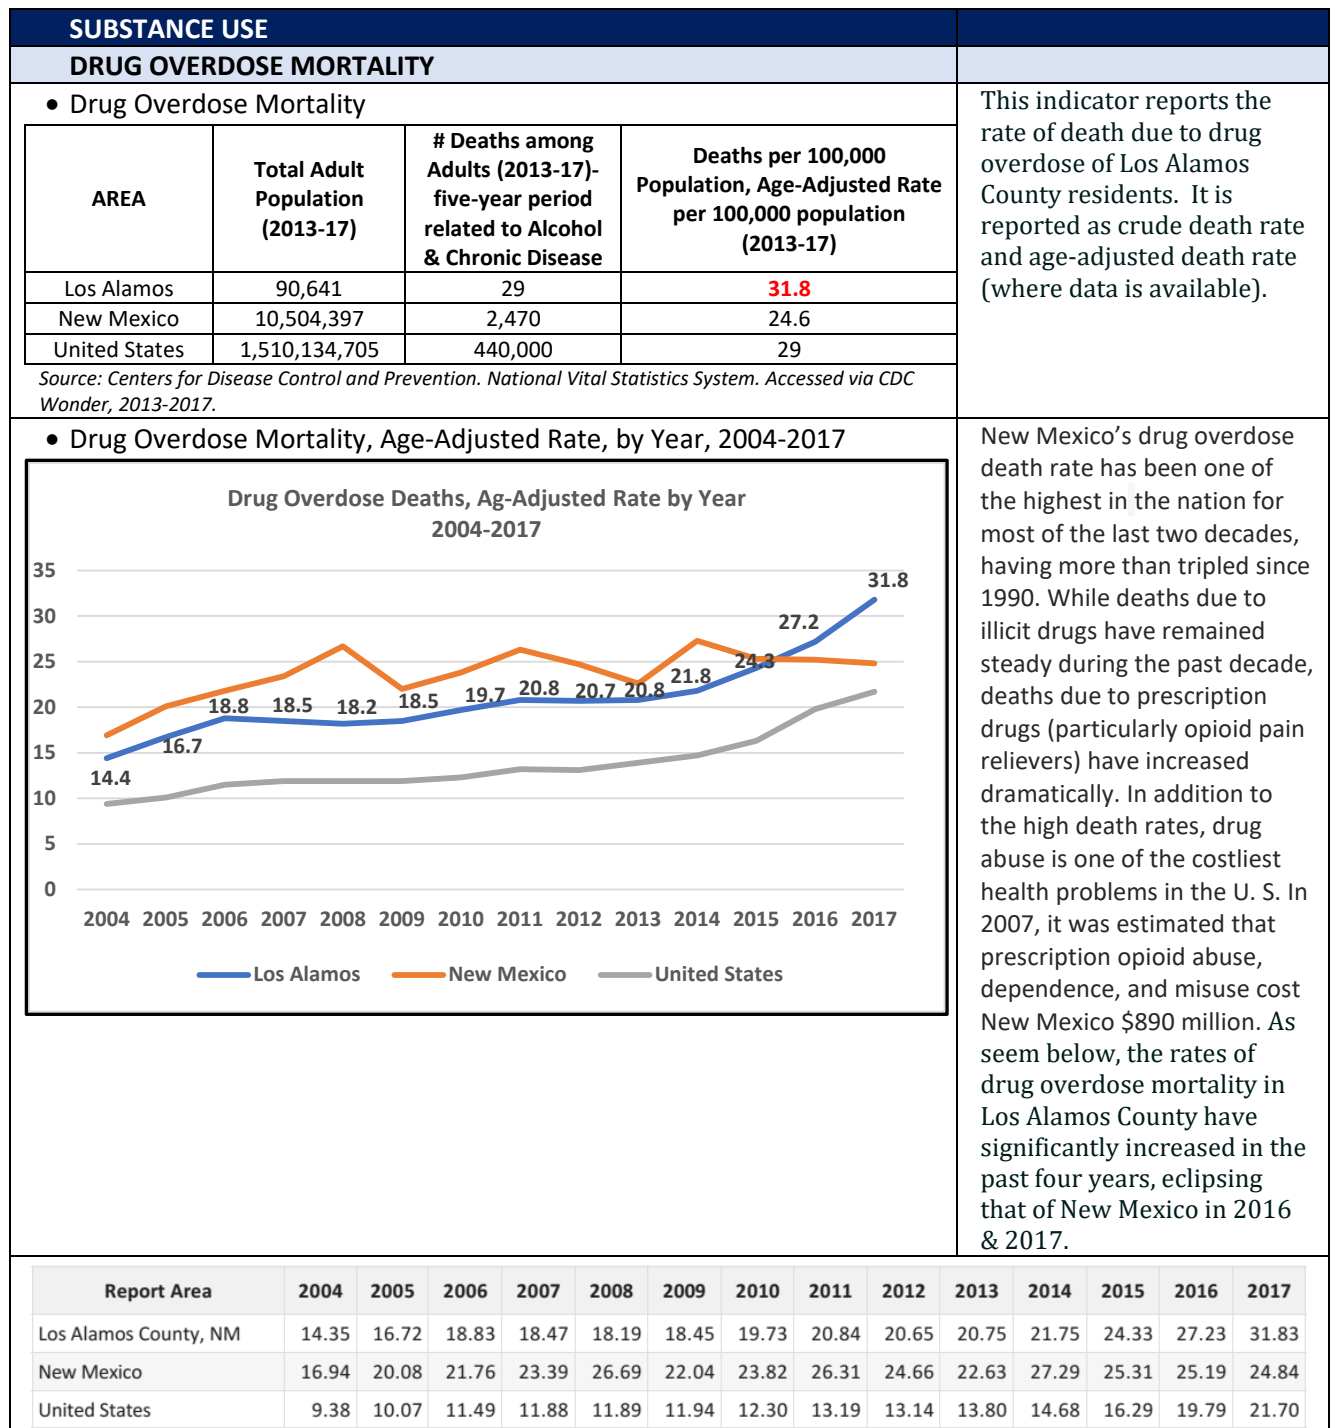 SUBSTANCE USE
DRUG OVERDOSE MORTALITY
• Drug Overdose Mortality
AREA
Total Adult
Population
(2013-17)
# Deaths among
Adults (2013-17)-
five-year period
related to Alcohol
& Chronic Disease
Deaths per 100,000
Population, Age-Adjusted Rate
per 100,000 population
(2013-17)
Los Alamos 90,641 29 31.8
New Mexico 10,504,397 2,470 24.6
United States 1,510,134,705 440,000 29
Source: Centers for Disease Control and Prevention. National Vital Statistics System. Accessed via CDC
Wonder, 2013-2017.
This indicator reports the
rate of death due to drug
overdose of Los Alamos
County residents. It is
reported as crude death rate
and age-adjusted death rate
(where data is available).
• Drug Overdose Mortality, Age-Adjusted Rate, by Year, 2004-2017
Drug Overdose Deaths, Ag-Adjusted Rate by Year
2004-2017
35
30
25
20
15
10
5
0
14.4
16.7
18.8
18.5
18.2
18.5
19.7
20.8
20.7
20.8
21.8
24.3
27.2
31.8
2004 2005 2006 2007 2008 2009 2010 2011 2012 2013 2014 2015 2016 2017
Los Alamos New Mexico United States
New Mexico's drug overdose
death rate has been one of
the highest in the nation for
most of the last two decades,
having more than tripled since
1990. While deaths due to
illicit drugs have remained
steady during the past decade,
deaths due to prescription
drugs (particularly opioid pain
relievers) have increased
dramatically. In addition to
the high death rates, drug
abuse is one of the costliest
health problems in the U. S. In
2007, it was estimated that
prescription opioid abuse,
dependence, and misuse cost
New Mexico $890 million. As
seem below, the rates of
drug overdose mortality in
Los Alamos County have
significantly increased in the
past four years, eclipsing
that of New Mexico in 2016
& 2017.
Report Area 2004 2005 2006 2007 2008 2009 2010 2011 2012 2013 2014 2015 2016 2017
Los Alamos County, NM 14.35 16.72 18.83 18.47 18.19 18.45 19.73 20.84 20.65 20.75 21.75 24.33 27.23 31.83
New Mexico 16.94 20.08 21.76 23.39 26.69 22.04 23.82 26.31 24.66 22.63 27.29 25.31 25.19 24.84
United States 9.38 10.07 11.49 11.88 11.89 11.94 12.30 13.19 13.14 13.80 14.68 16.29 19.79 21.70